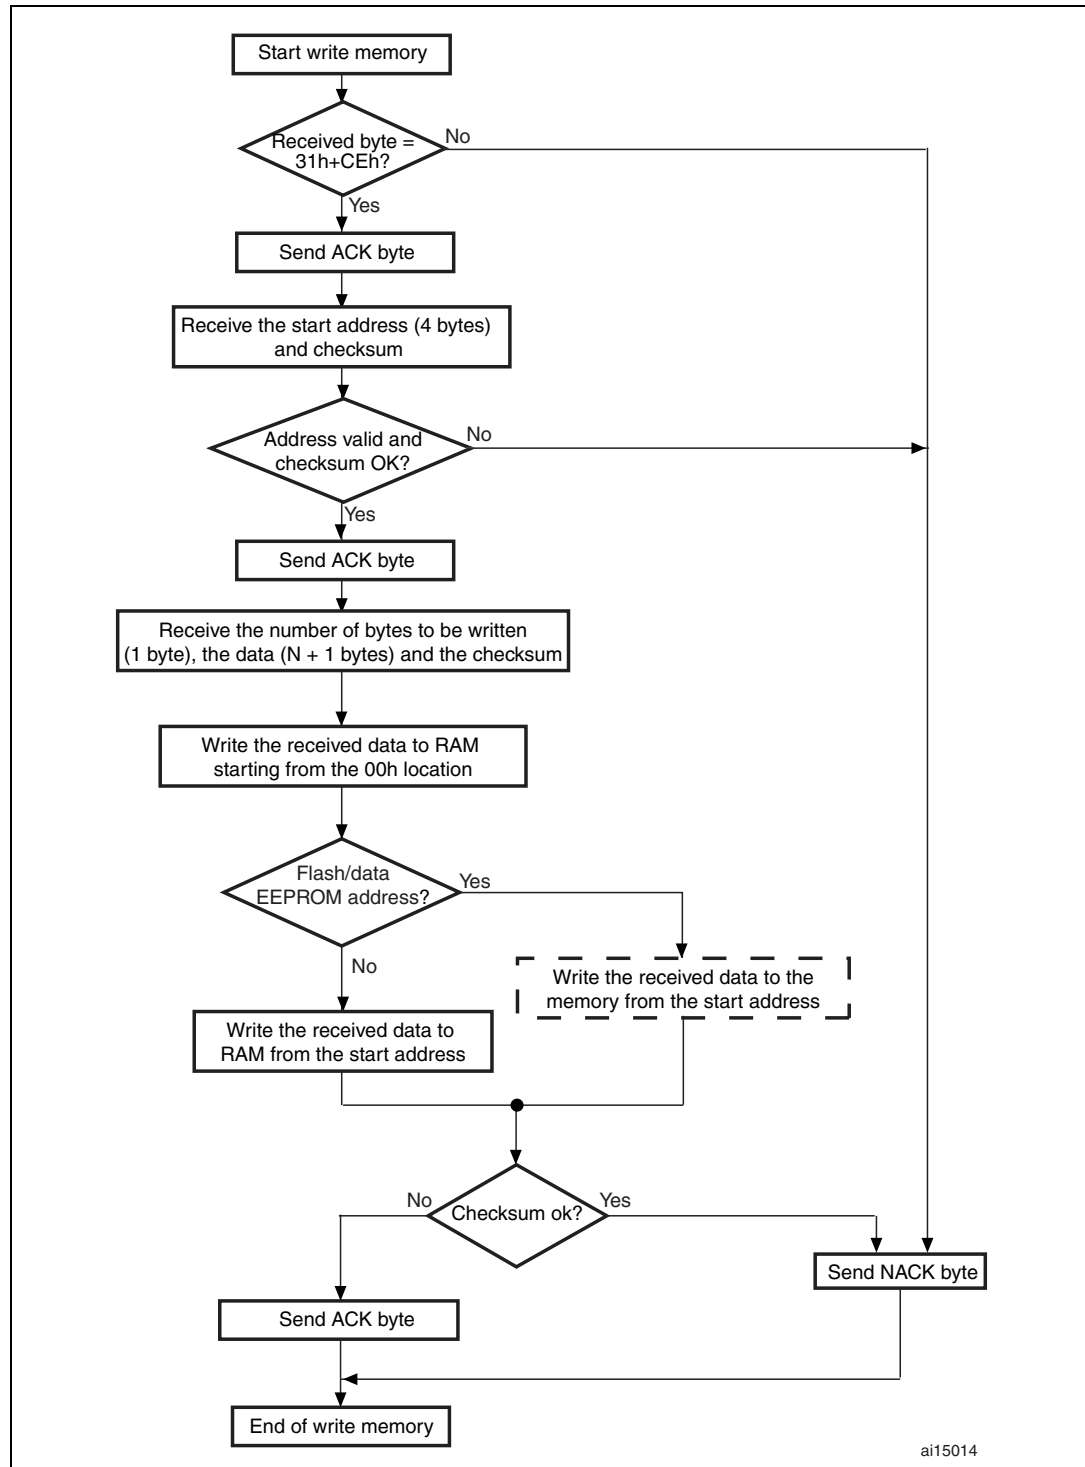 Start write memory
Received byte =
31h+CEh?
No
Yes
Send ACK byte
Receive the start address (4 bytes)
and checksum
Address valid and
checksum OK?
No
Yes
Send ACK byte
Receive the number of bytes to be written
(1 byte), the data (N + 1 bytes) and the checksum
Write the received data to RAM
starting from the 00h location
Flash/data
EEPROM address?
Yes
No
Write the received data to the
memory from the start address
Write the received data to
RAM from the start address
No
Checksum ok?
Yes
Send NACK byte
Send ACK byte
End of write memory
ai15014